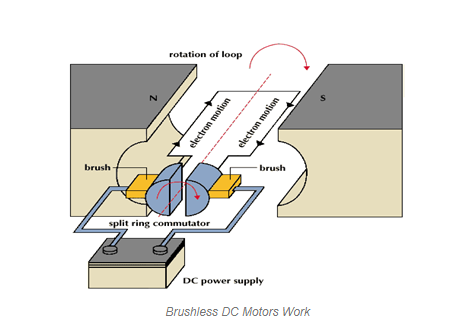 rotation of loop
N
S
electron motion
electron motion
brush
brush
split ring commutator
DC power supply
Brushless DC Motors Work